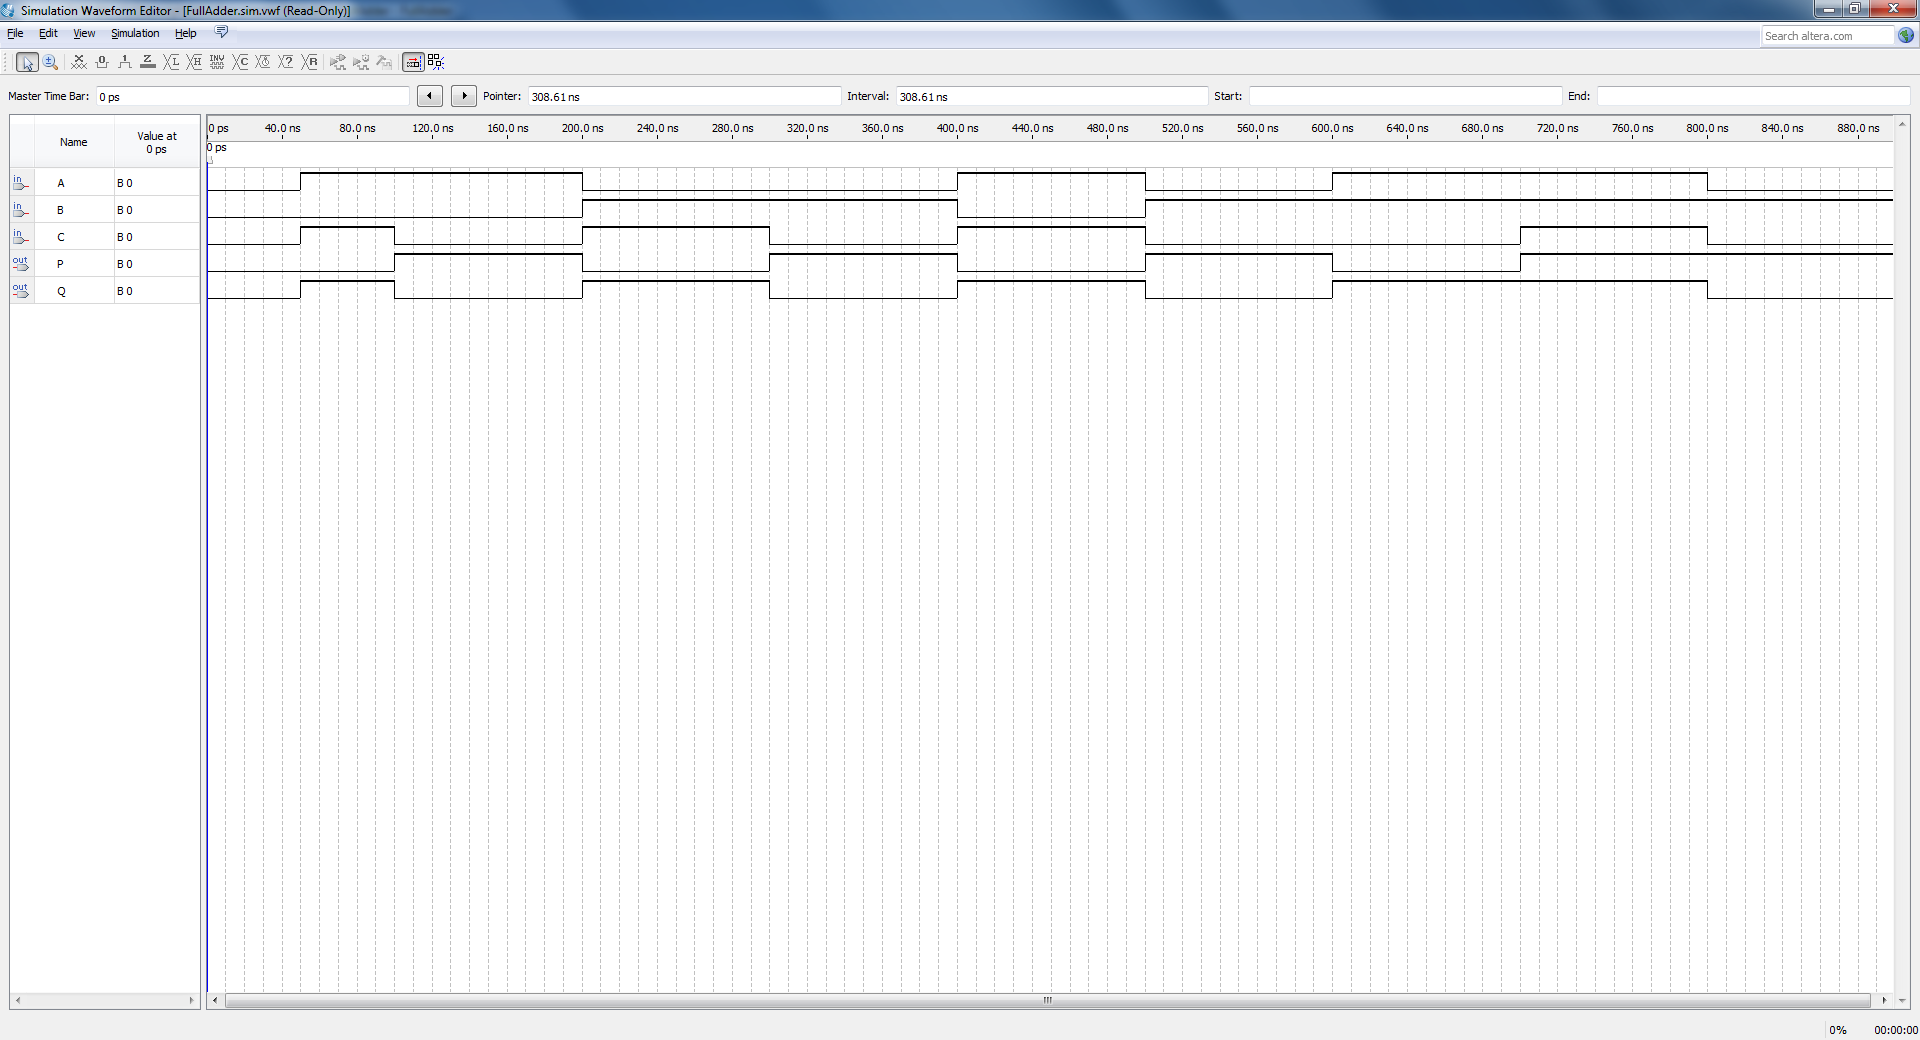 Simulation Waveform Editor - [FullAdder.sim.vwf (Read-Only)]
File Edit View Simulation Help
Search altera.com
Master Time Bar: 0 ps Pointer: 308.61 ns Interval: 308.61 ns Start: End:
Name Value at 0 ps
0 ps 40.0 ns 80.0 ns 120.0 ns 160.0 ns 200.0 ns 240.0 ns 280.0 ns 320.0 ns 360.0 ns 400.0 ns 440.0 ns 480.0 ns 520.0 ns 560.0 ns 600.0 ns 640.0 ns 680.0 ns 720.0 ns 760.0 ns 800.0 ns 840.0 ns 880.0 ns
0 ps
in A B 0
in B B 0
in C B 0
out P B 0
out Q B 0
0% 00:00:00